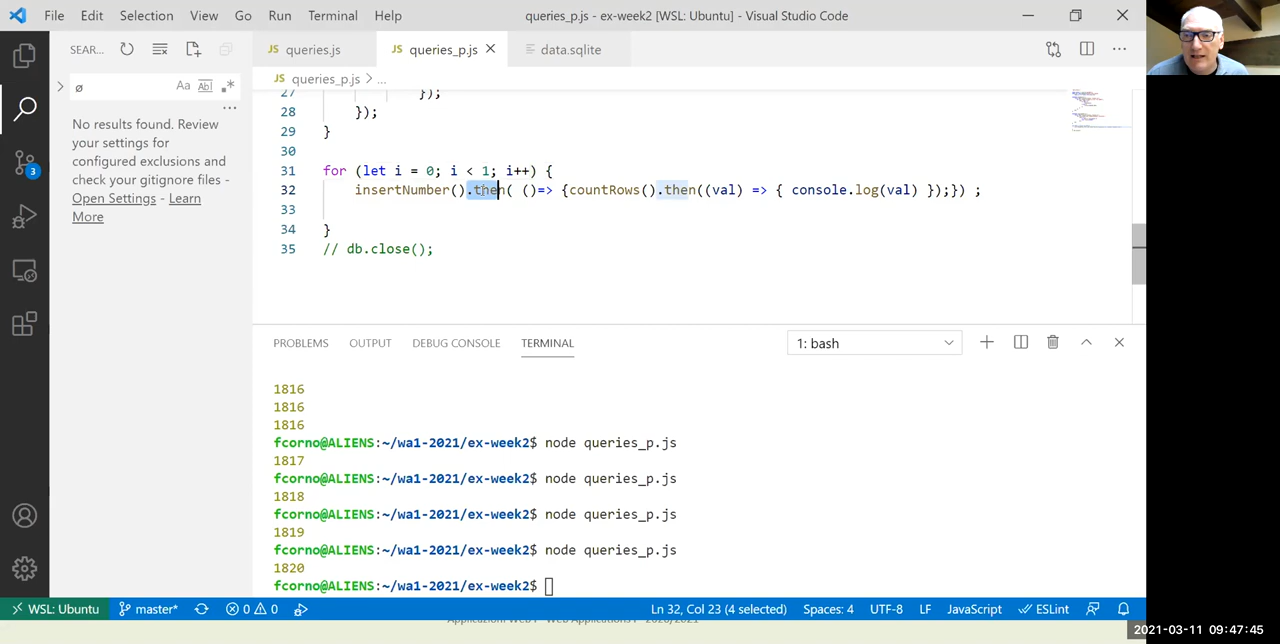 File Edit Selection View Go Run Terminal Help queries_p.js - ex-week2 [WSL: Ubuntu] - Visual Studio Code
SEAR...
JS queries.js JS queries_p.js data.sqlite
JS queries_p.js > ...
ø Aa Abl .*
No results found. Review
your settings for
configured exclusions and
check your gitignore files -
Open Settings - Learn
More
3
27 });
28 });
29 }
30
31 for (let i = 0; i < 1; i++) {
32 insertNumber().then( ()=> {countRows().then((val) => { console.log(val) });}) ;
33
34 }
35 // db.close();
PROBLEMS OUTPUT DEBUG CONSOLE TERMINAL 1: bash
1816
1816
1816
fcorno@ALIENS:~/wa1-2021/ex-week2$ node queries_p.js
1817
fcorno@ALIENS:~/wa1-2021/ex-week2$ node queries_p.js
1818
fcorno@ALIENS:~/wa1-2021/ex-week2$ node queries_p.js
1819
fcorno@ALIENS:~/wa1-2021/ex-week2$ node queries_p.js
1820
fcorno@ALIENS:~/wa1-2021/ex-week2$
WSL: Ubuntu master* 0 0 Ln 32, Col 23 (4 selected) Spaces: 4 UTF-8 LF JavaScript ESLint
2021-03-11 09:47:45